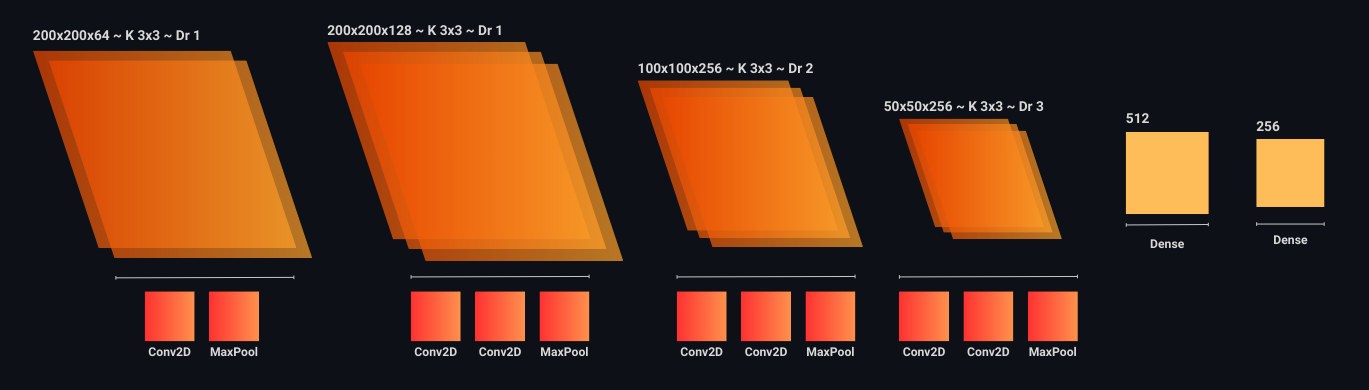 200x200x64 ~ K 3x3 ~ Dr 1
200x200x128 ~ K 3x3 ~ Dr 1
100x100x256 ~ K 3x3 ~ Dr 2
50x50x256 ~ K 3x3 ~ Dr 3
512
256
Dense
Dense
Conv2D MaxPool
Conv2D Conv2D MaxPool
Conv2D Conv2D MaxPool
Conv2D Conv2D MaxPool